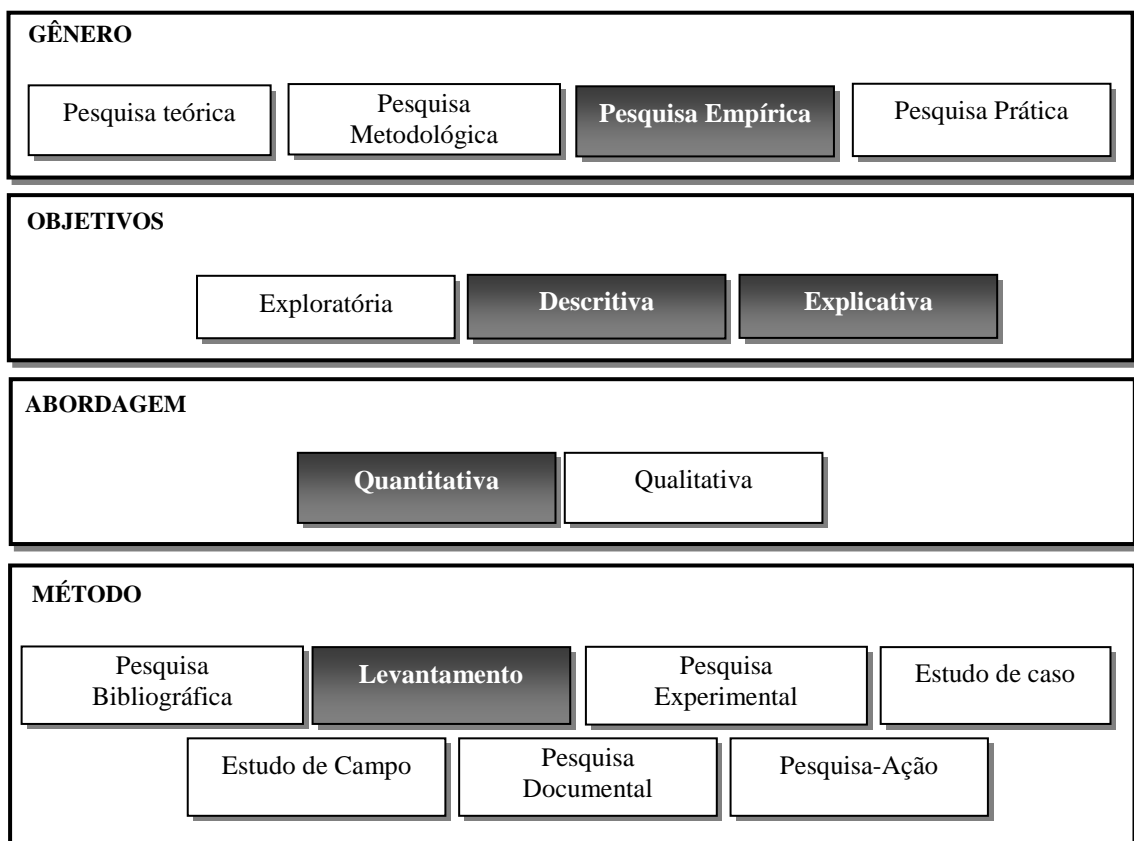 GÊNERO
Pesquisa teórica
Pesquisa
Metodológica
Pesquisa Empírica
Pesquisa Prática
OBJETIVOS
Exploratória
Descritiva
Explicativa
ABORDAGEM
Quantitativa
Qualitativa
MÉTODO
Pesquisa
Bibliográfica
Levantamento
Pesquisa
Experimental
Estudo de caso
Estudo de Campo
Pesquisa
Documental
Pesquisa-Ação